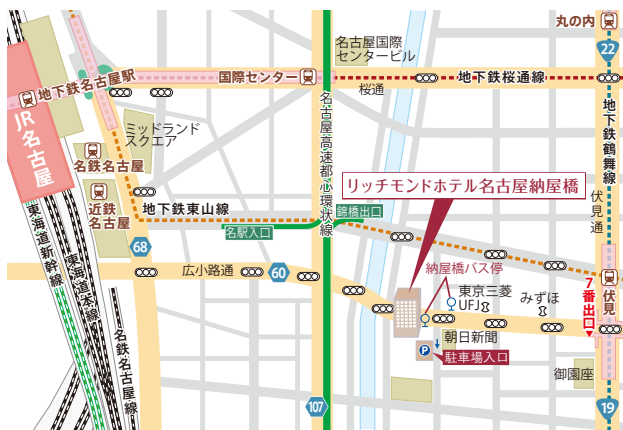 丸の内
22
名古屋国際
センタービル
地下鉄名古屋駅
国際センター
地下鉄桜通線
桜通
JR名古屋
ミッドランド
スクエア
名古屋高速都心環状線
地下鉄鶴舞線
名鉄名古屋
リッチモンドホテル名古屋納屋橋
近鉄
名古屋
地下鉄東山線
錦橋出口
伏見通
名駅入口
東海道新幹線
東海道本線
名鉄名古屋線
68
広小路通
60
納屋橋バス停
東京三菱
UFJ
みずほ
7番出口
伏見
朝日新聞
P
駐車場入口
御園座
107
19